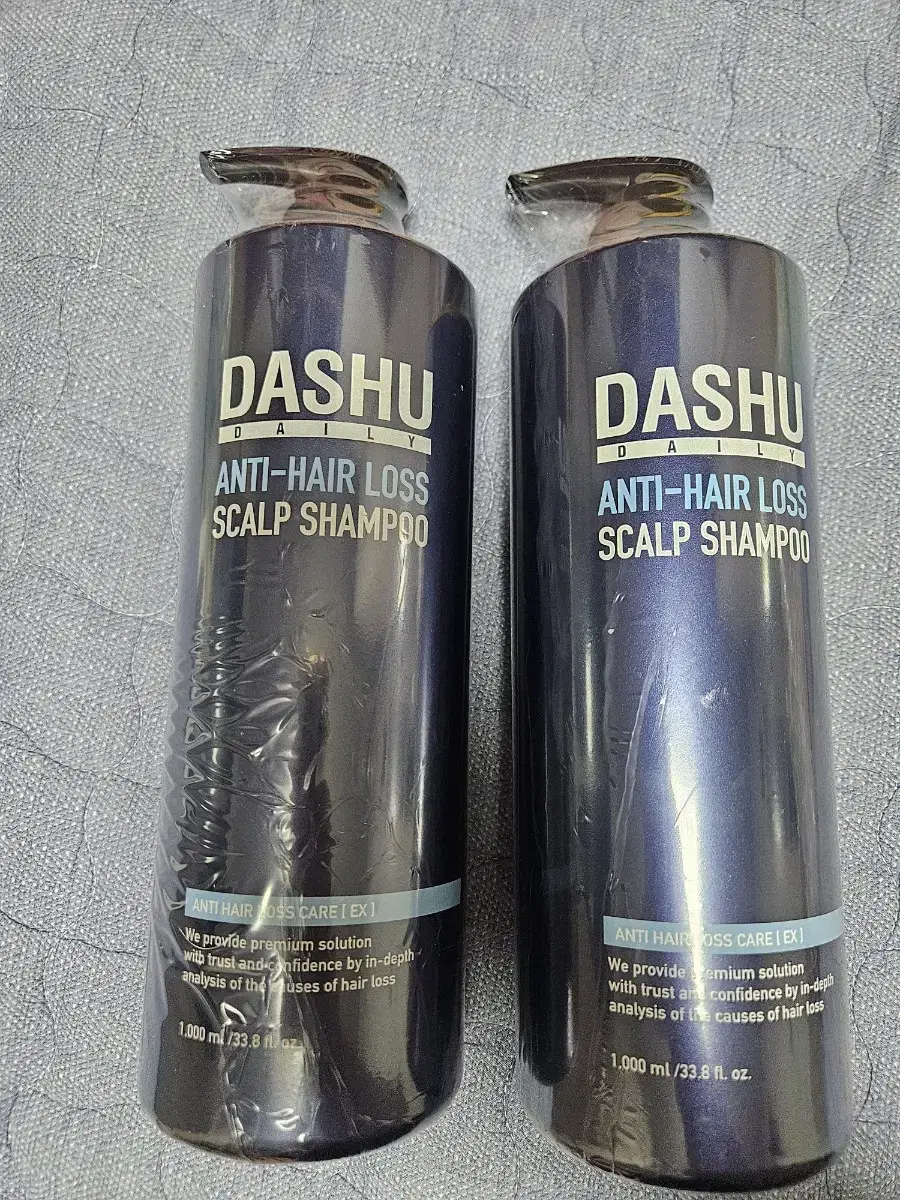 DASHU
DAILY
ANTI-HAIR LOSS
SCALP SHAMPOO
ANTI HAIR LOSS CARE [ EX ]
We provide premium solution
with trust and confidence by in-depth
analysis of the causes of hair loss
1,000 ml /33.8 fl. oz.
DASHU
DAILY
ANTI-HAIR LOSS
SCALP SHAMPOO
ANTI HAIR LOSS CARE [ EX ]
We provide premium solution
with trust and confidence by in-depth
analysis of the causes of hair loss
1,000 ml /33.8 fl. oz.